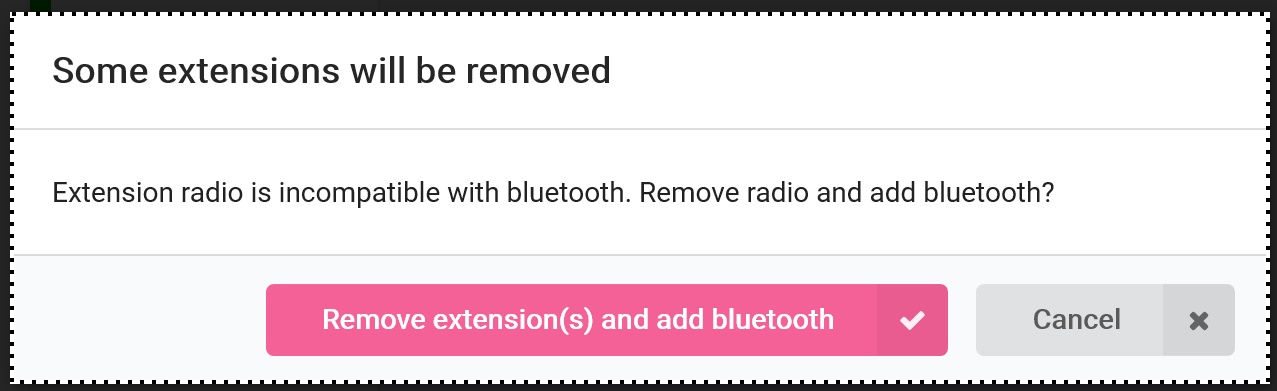 Some extensions will be removed
Extension radio is incompatible with bluetooth. Remove radio and add bluetooth?
Remove extension(s) and add bluetooth
Cancel